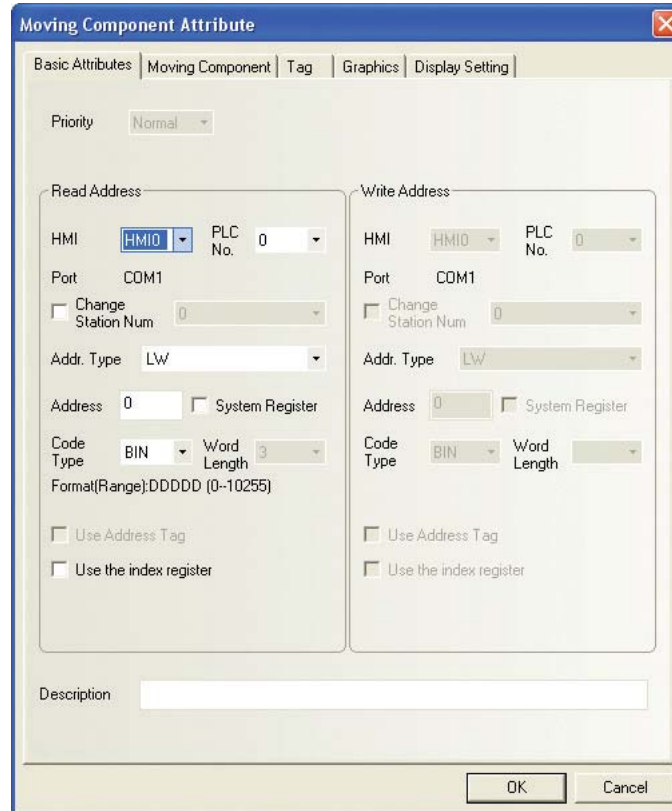 Moving Component Attribute
Basic Attributes Moving Component Tag Graphics Display Setting
Priority Normal
Read Address
HMI HMI0 PLC No. 0
Port COM1
Change Station Num 0
Addr. Type LW
Address 0 System Register
Code Type BIN Word Length 3
Format(Range):DDDDD (0--10255)
Use Address Tag
Use the index register
Write Address
HMI HMI0 PLC No. 0
Port COM1
Change Station Num 0
Addr. Type LW
Address 0 System Register
Code Type BIN Word Length
Use Address Tag
Use the index register
Description
OK Cancel